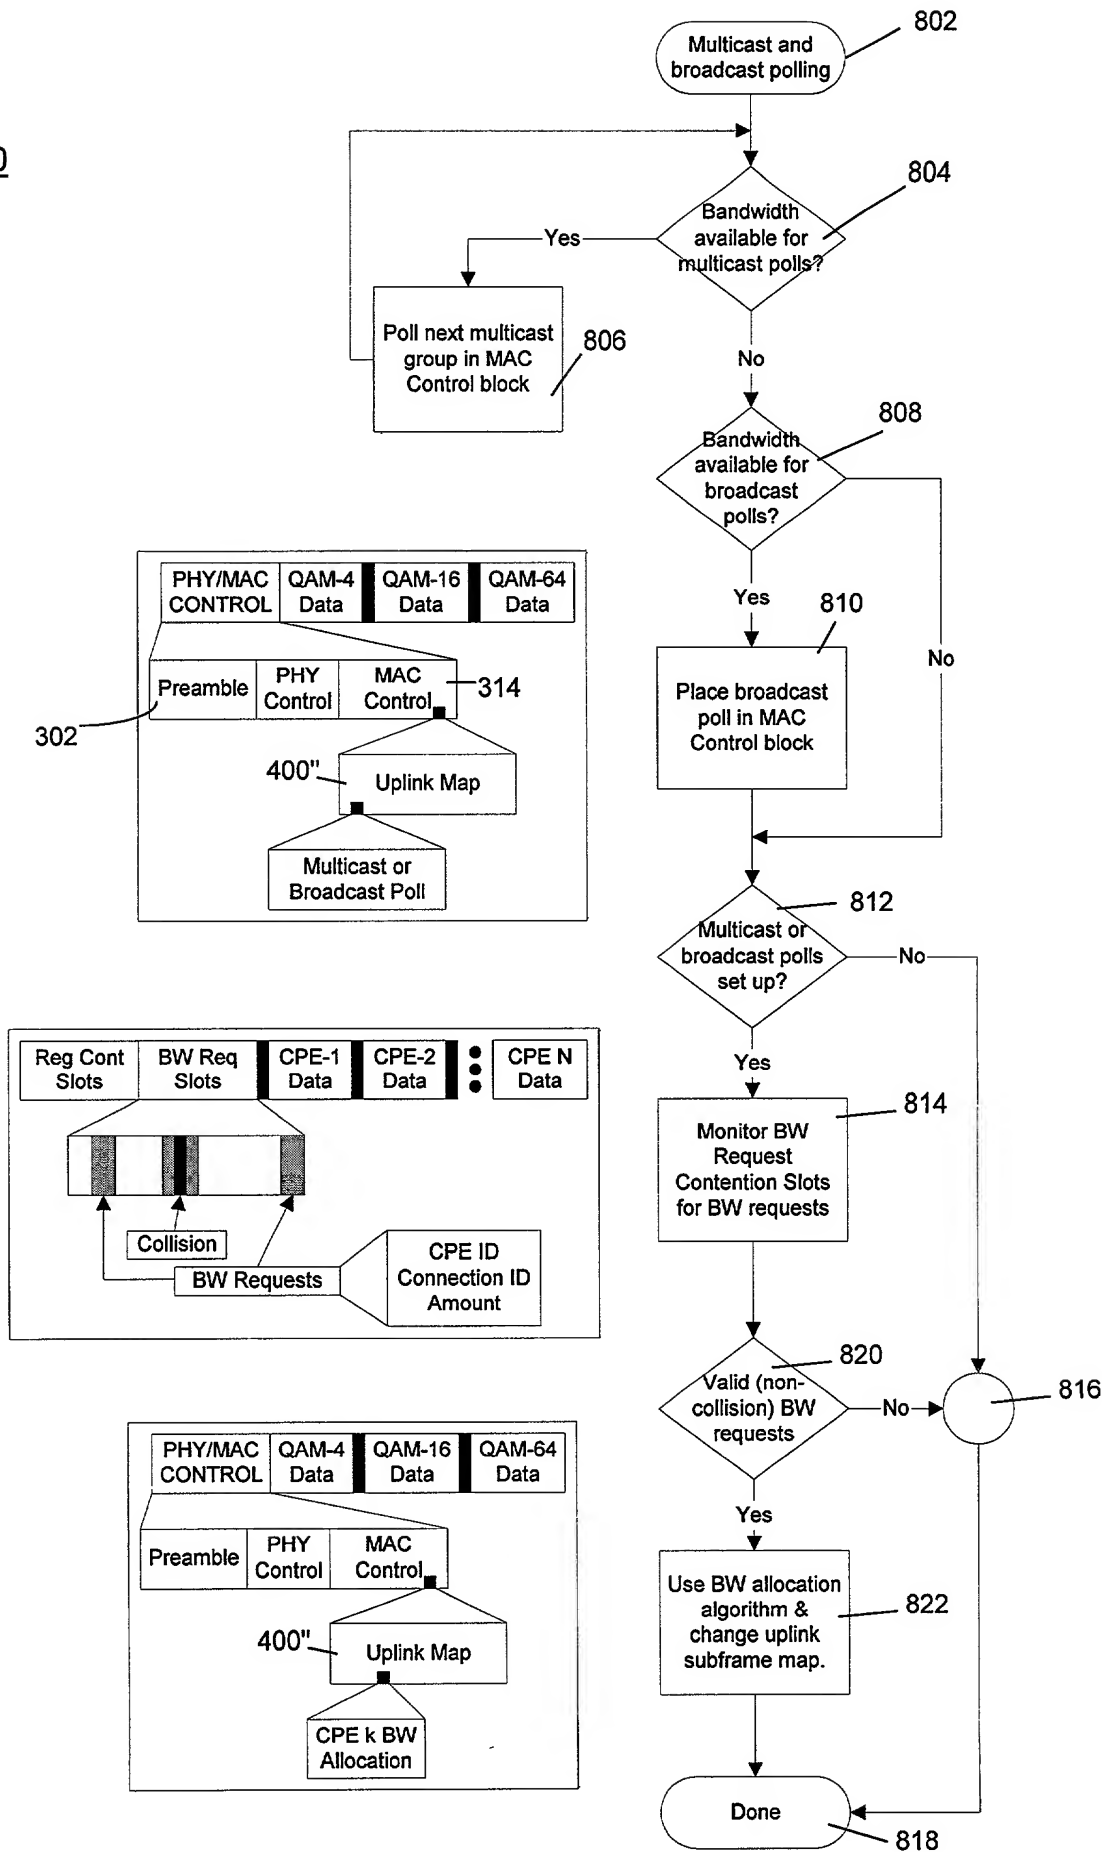 802
Multicast and
broadcast polling
0
804
Bandwidth
available for
multicast polls?
Yes
Poll next multicast
group in MAC
Control block
806
No
808
Bandwidth
available for
broadcast
polls?
Yes
No
810
Place broadcast
poll in MAC
Control block
812
Multicast or
broadcast polls
set up?
No
Yes
814
Monitor BW
Request
Contention Slots
for BW requests
820
Valid (non-
collision) BW
requests
No
816
Yes
Use BW allocation
algorithm &
change uplink
subframe map.
822
Done
818
PHY/MAC
CONTROL
QAM-4
Data
QAM-16
Data
QAM-64
Data
Preamble
PHY
Control
MAC
Control
314
302
400"
Uplink Map
Multicast or
Broadcast Poll
Reg Cont
Slots
BW Req
Slots
CPE-1
Data
CPE-2
Data
CPE N
Data
Collision
BW Requests
CPE ID
Connection ID
Amount
PHY/MAC
CONTROL
QAM-4
Data
QAM-16
Data
QAM-64
Data
Preamble
PHY
Control
MAC
Control
400"
Uplink Map
CPE k BW
Allocation